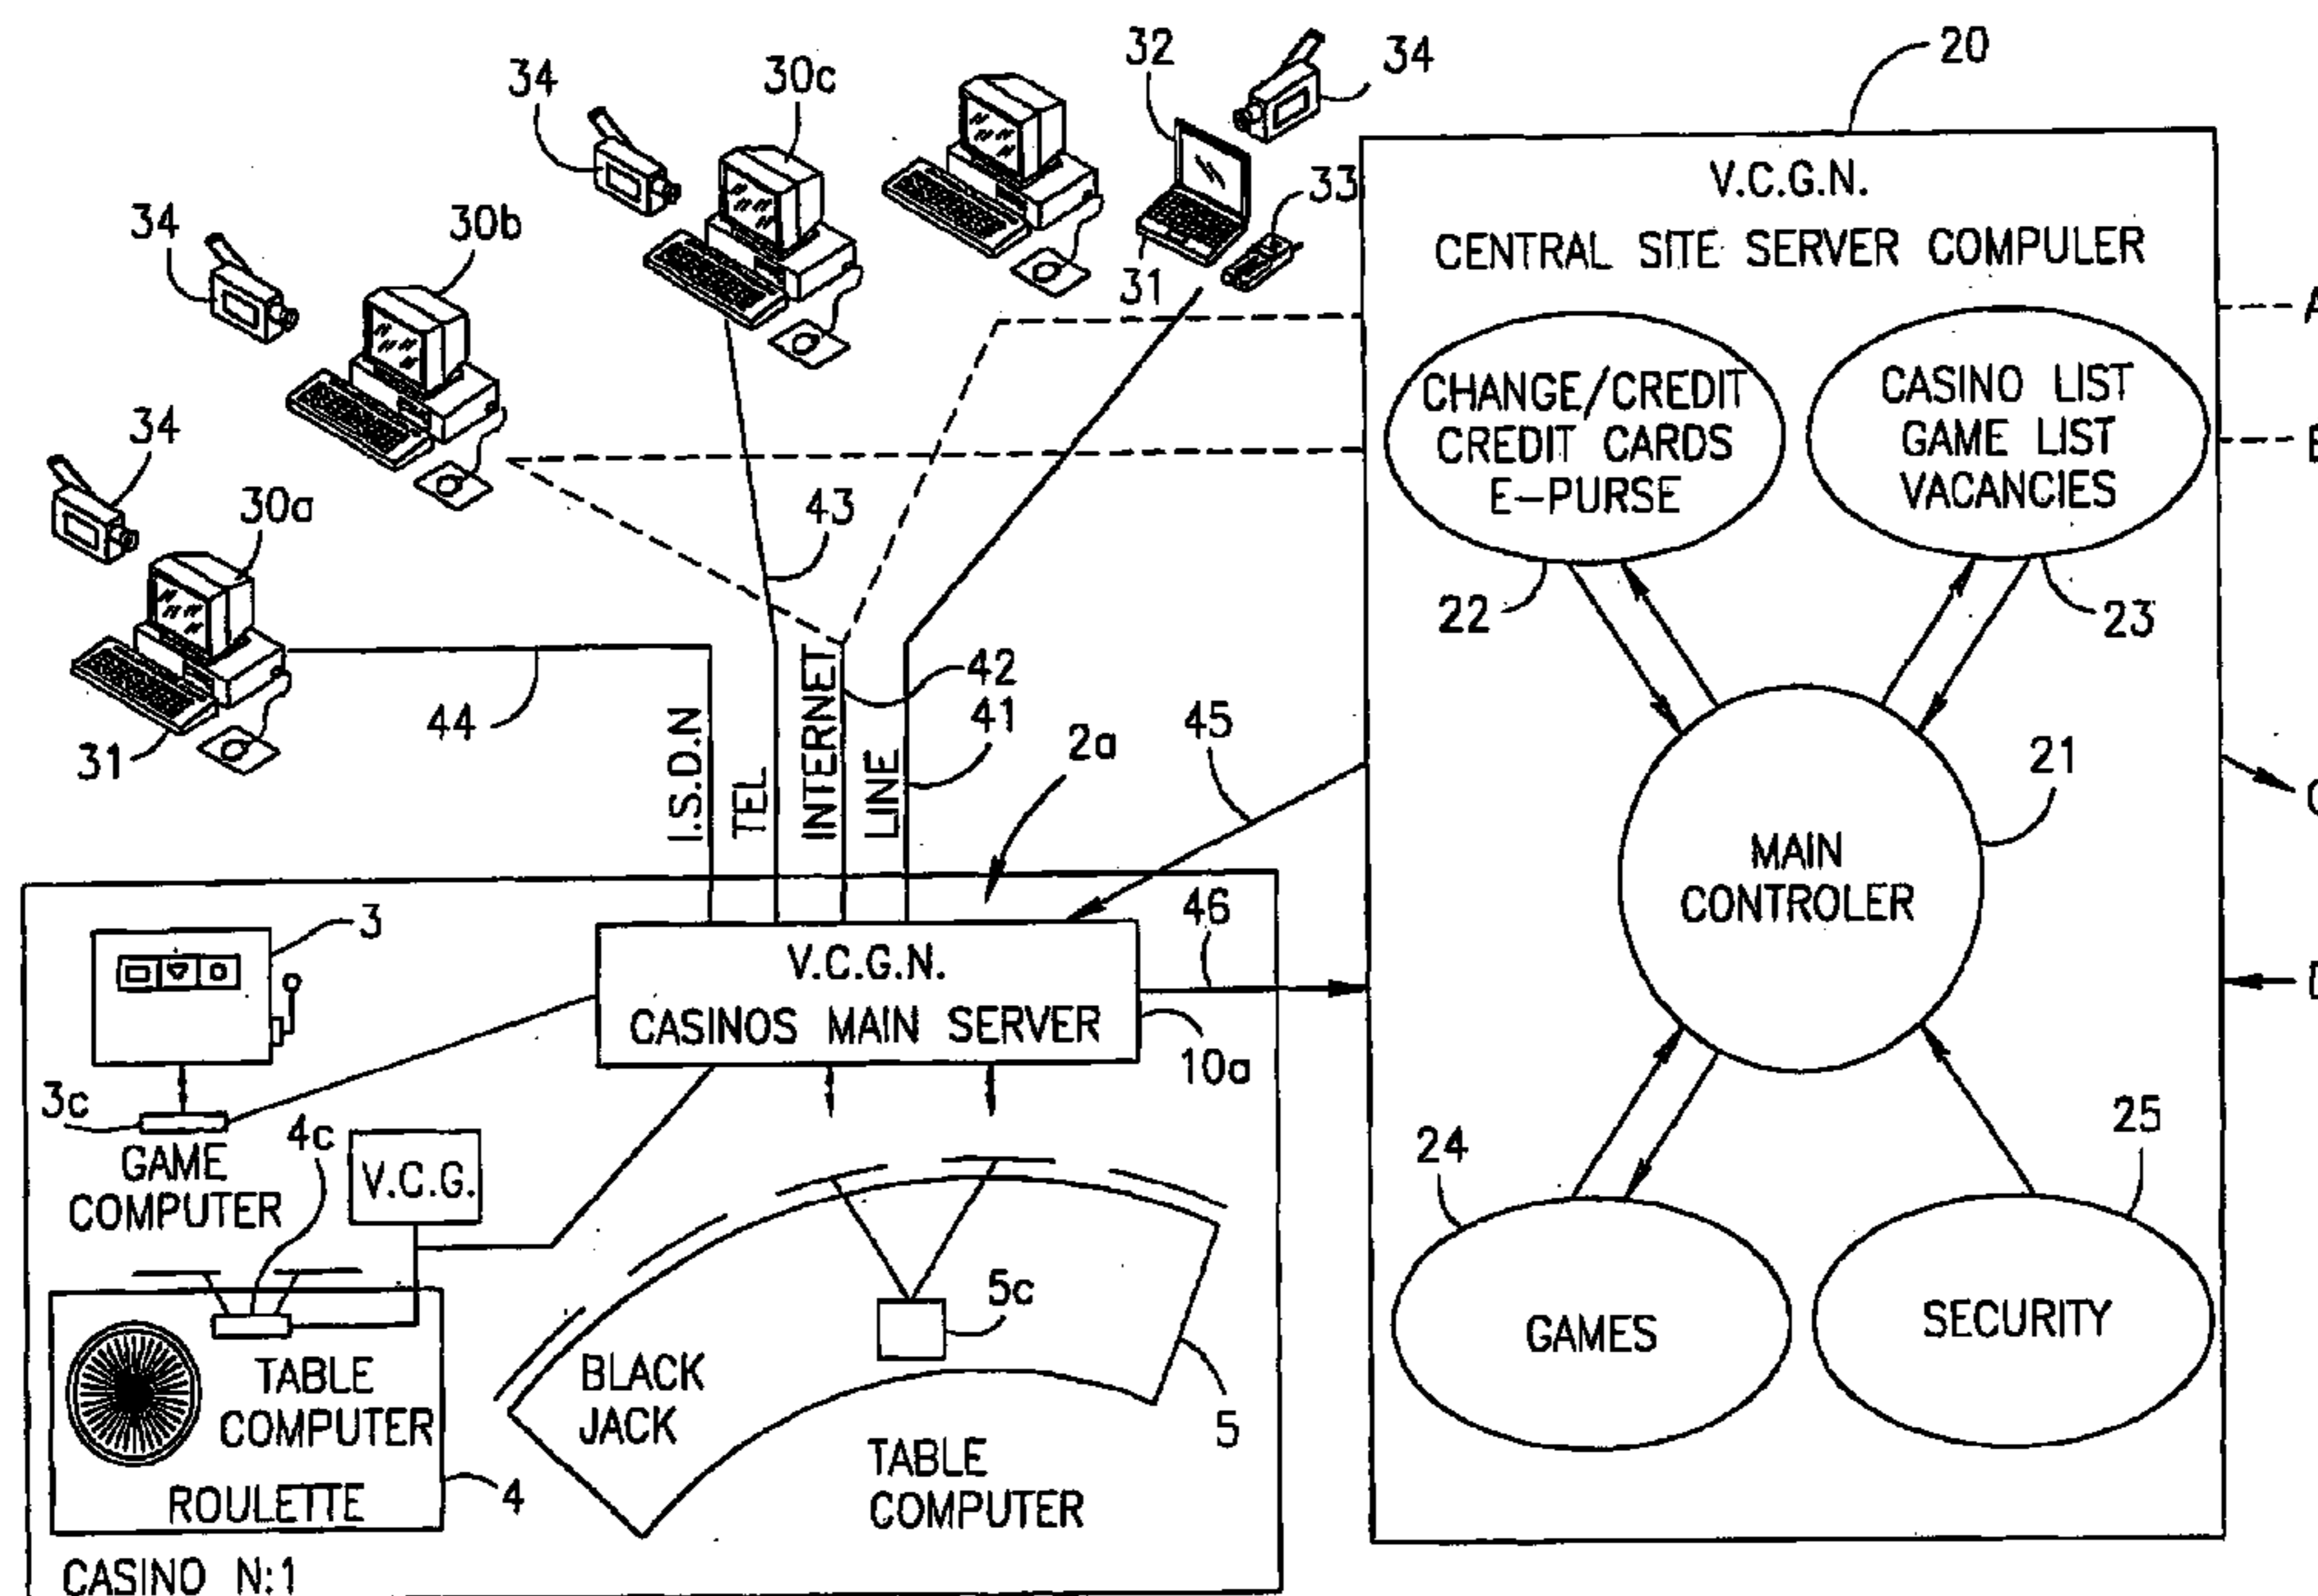 34
30c
32
34
20
34
30b
33
31
V.C.G.N.
CENTRAL SITE SERVER COMPULER
34
30a
CHANGE/CREDIT
CREDIT CARDS
E-PURSE
CASINO LIST
GAME LIST
VACANCIES
43
22
23
44
31
42
41
I.S.D.N
TEL
INTERNET
LINE
2a
45
21
MAIN
CONTROLER
3
V.C.G.N.
CASINOS MAIN SERVER
46
10a
3c
GAME
COMPUTER
4c
V.C.G.
24
25
GAMES
SECURITY
5c
BLACK
JACK
TABLE
COMPUTER
5
TABLE
COMPUTER
ROULETTE
4
CASINO N:1